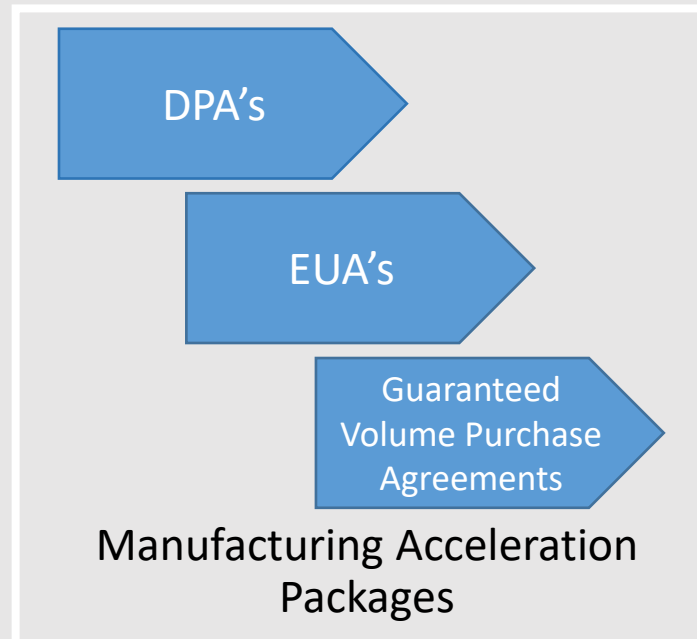 DPA's
EUA's
Guaranteed
Volume Purchase
Agreements
Manufacturing Acceleration
Packages